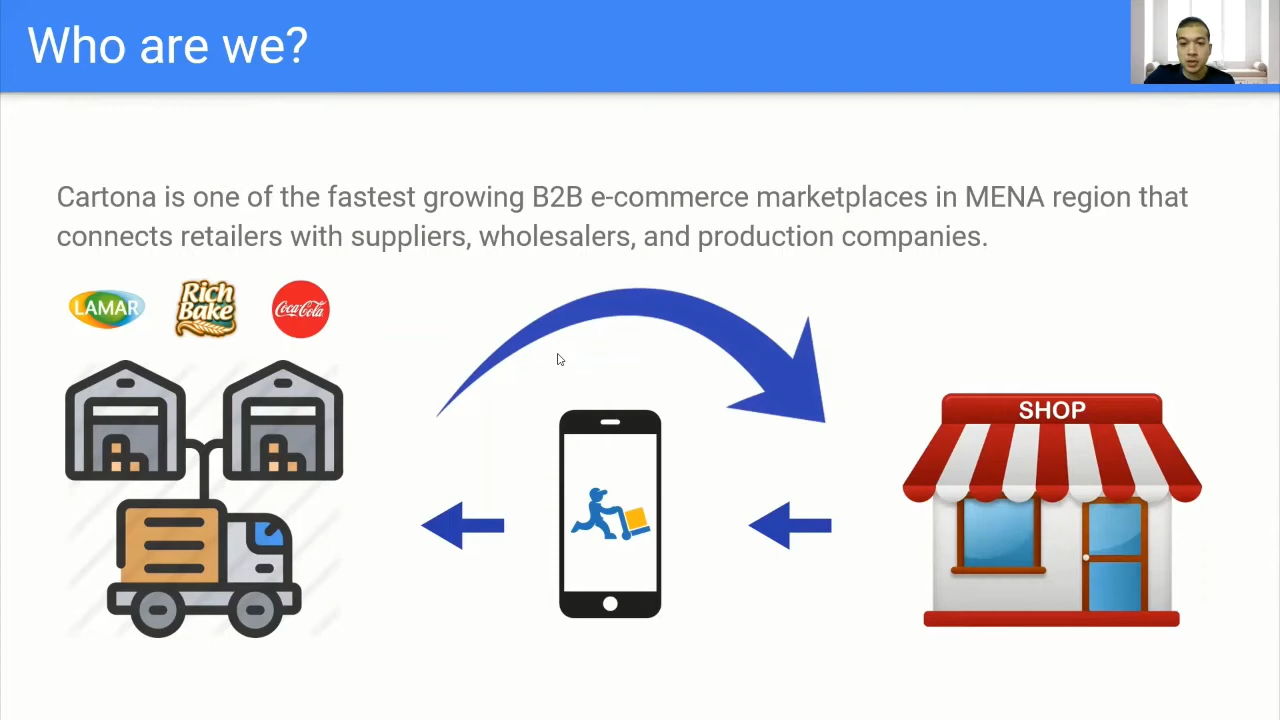 Who are we?
Cartona is one of the fastest growing B2B e-commerce marketplaces in MENA region that
connects retailers with suppliers, wholesalers, and production companies.
LAMAR
Rich
Bake
Coca-Cola
SHOP